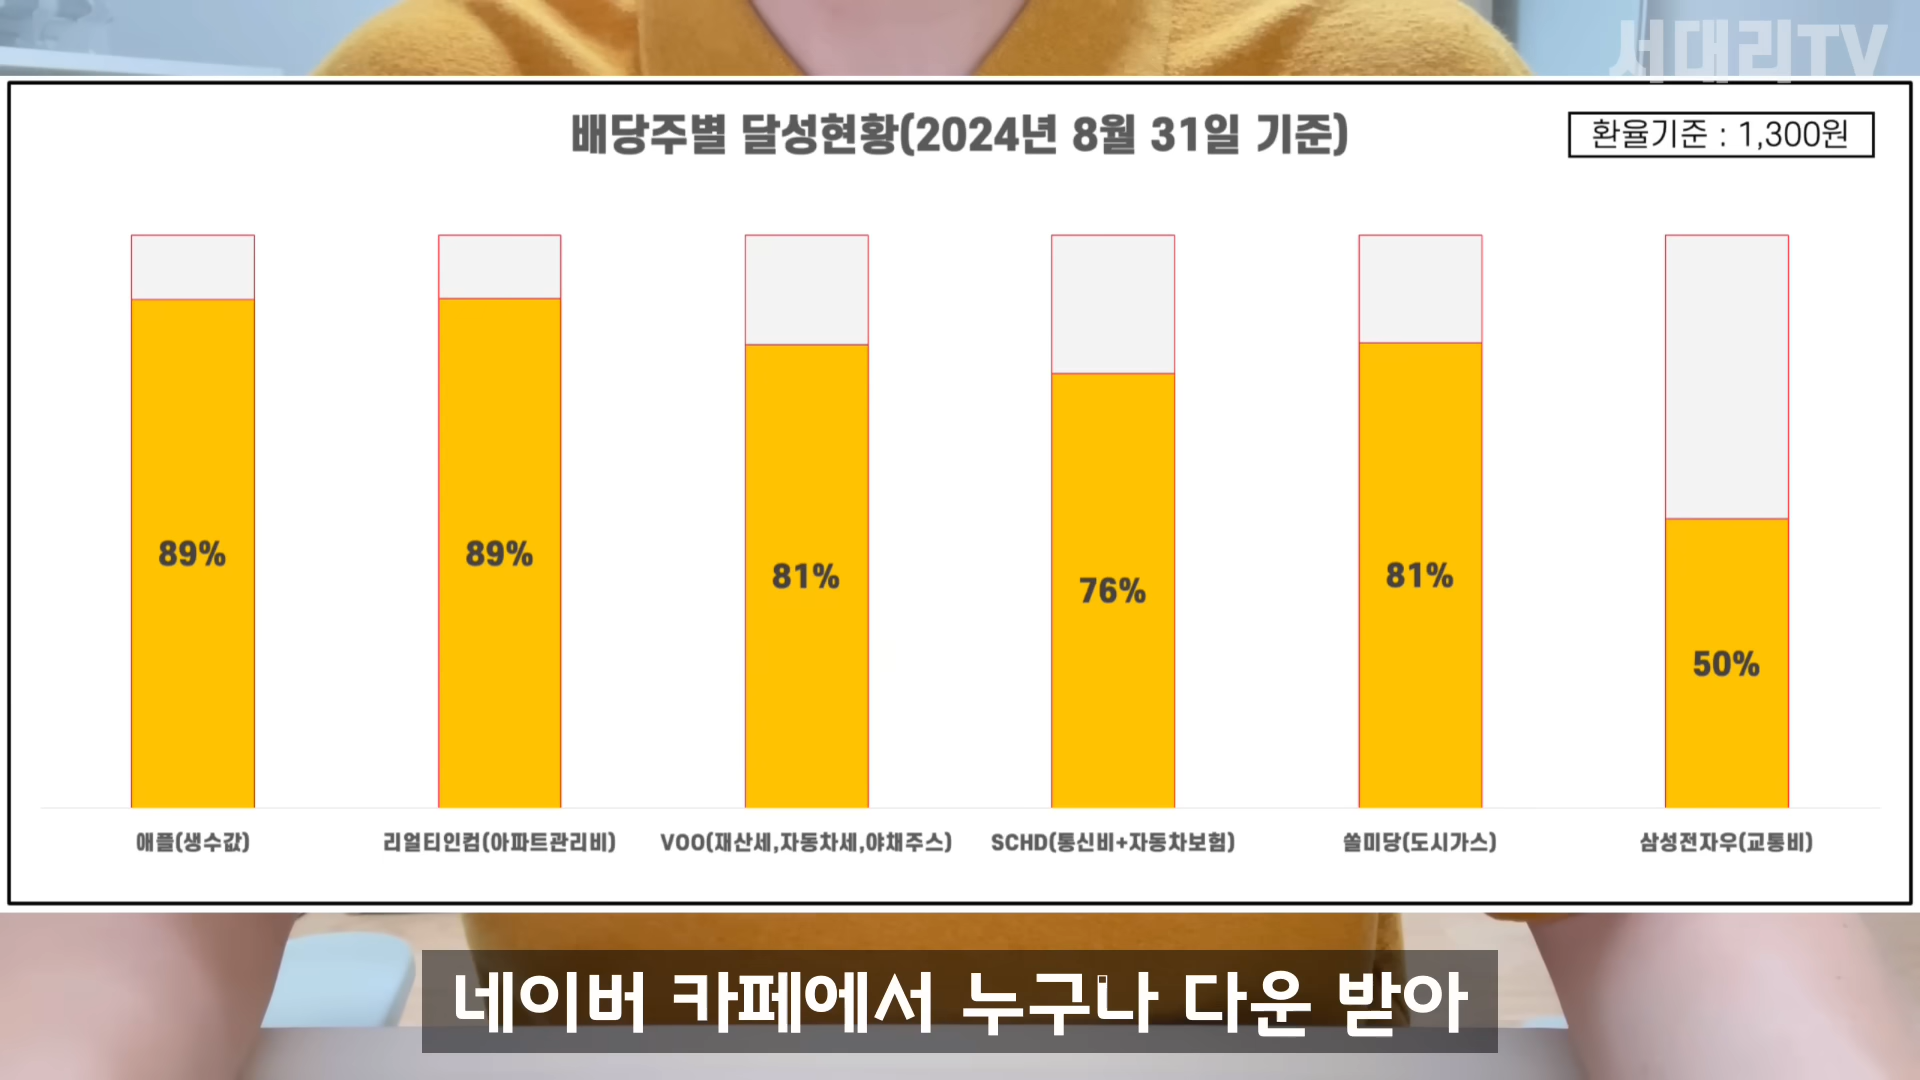 서대리TV
배당주별 달성현황(2024년 8월 31일 기준)
환율기준 : 1,300원
89%
89%
81%
76%
81%
50%
애플(생수값)
리얼티인컴(아파트관리비)
VOO(재산세,자동차세,야채주스)
SCHD(통신비+자동차보험)
쏠미당(도시가스)
삼성전자우(교통비)
네이버 카페에서 누구나 다운 받아